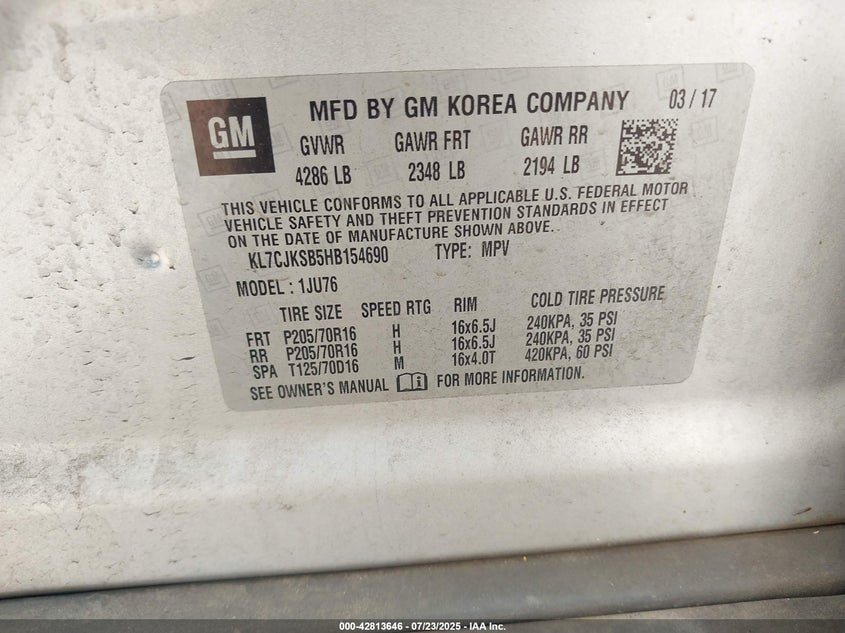 GM
MFD BY GM KOREA COMPANY 03 / 17
GVWR GAWR FRT GAWR RR
4286 LB 2348 LB 2194 LB
THIS VEHICLE CONFORMS TO ALL APPLICABLE U.S. FEDERAL MOTOR
VEHICLE SAFETY AND THEFT PREVENTION STANDARDS IN EFFECT
ON THE DATE OF MANUFACTURE SHOWN ABOVE.
KL7CJKSB5HB154690 TYPE: MPV
MODEL : 1JU76
TIRE SIZE SPEED RTG RIM COLD TIRE PRESSURE
FRT P205/70R16 H 16x6.5J 240KPA, 35 PSI
RR P205/70R16 H 16x6.5J 240KPA, 35 PSI
SPA T125/70D16 M 16x4.0T 420KPA, 60 PSI
SEE OWNER'S MANUAL FOR MORE INFORMATION.
000-42813646 - 07/23/2025 - IAA Inc.